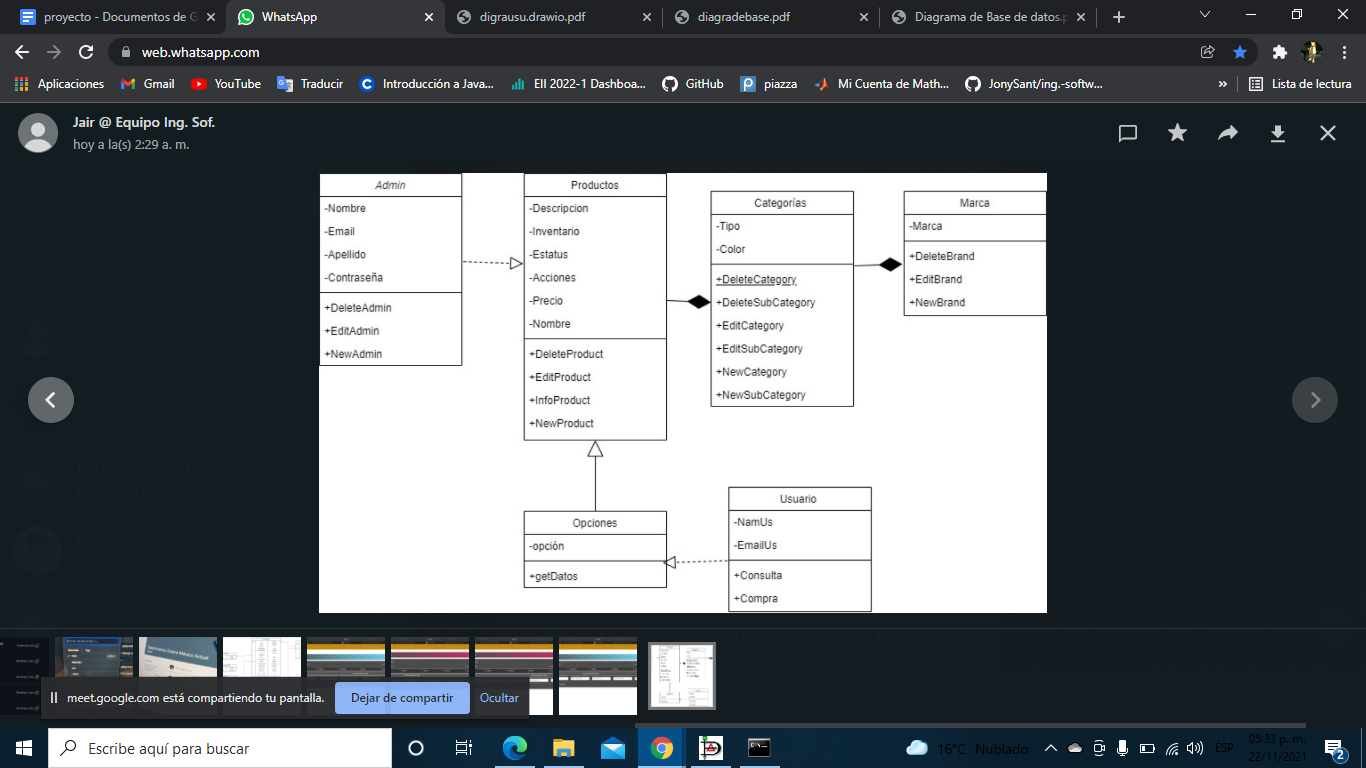 proyecto - Documentos de G
WhatsApp
digrausu.drawio.pdf
diagradebase.pdf
Diagrama de Base de datos.p
web.whatsapp.com
Aplicaciones
Gmail
YouTube
Traducir
Introducción a Java...
EII 2022-1 Dashboa...
GitHub
piazza
Mi Cuenta de Math...
JonySant/ing.-softw...
»
Lista de lectura
Jair @ Equipo Ing. Sof.
hoy a la(s) 2:29 a. m.
Admin
-Nombre
-Email
-Apellido
-Contraseña
+DeleteAdmin
+EditAdmin
+NewAdmin
Productos
-Descripcion
-Inventario
-Estatus
-Acciones
-Precio
-Nombre
+DeleteProduct
+EditProduct
+InfoProduct
+NewProduct
Categorías
-Tipo
-Color
+DeleteCategory
+DeleteSubCategory
+EditCategory
+EditSubCategory
+NewCategory
+NewSubCategory
Marca
-Marca
+DeleteBrand
+EditBrand
+NewBrand
Opciones
-opción
+getDatos
Usuario
-NamUs
-EmailUs
+Consulta
+Compra
meet.google.com está compartiendo tu pantalla.
Dejar de compartir
Ocultar
Escribe aquí para buscar
16°C Nublado
ESP
05:33 p. m.
22/11/2021
2